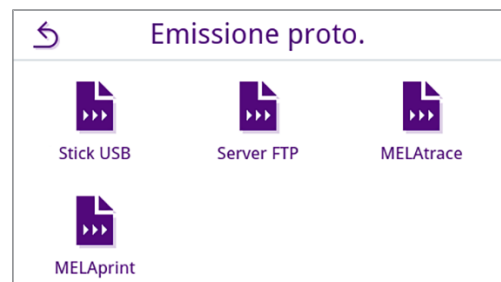 Emissione proto.
Stick USB
Server FTP
MELAtrace
MELAprint